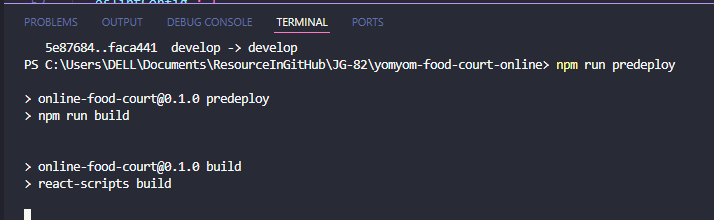 PROBLEMS OUTPUT DEBUG CONSOLE TERMINAL PORTS
5e87684..faca441 develop -> develop
PS C:\Users\DELL\Documents\ResourceInGitHub\JG-82\yomyom-food-court-online> npm run predeploy
> online-food-court@0.1.0 predeploy
> npm run build
> online-food-court@0.1.0 build
> react-scripts build